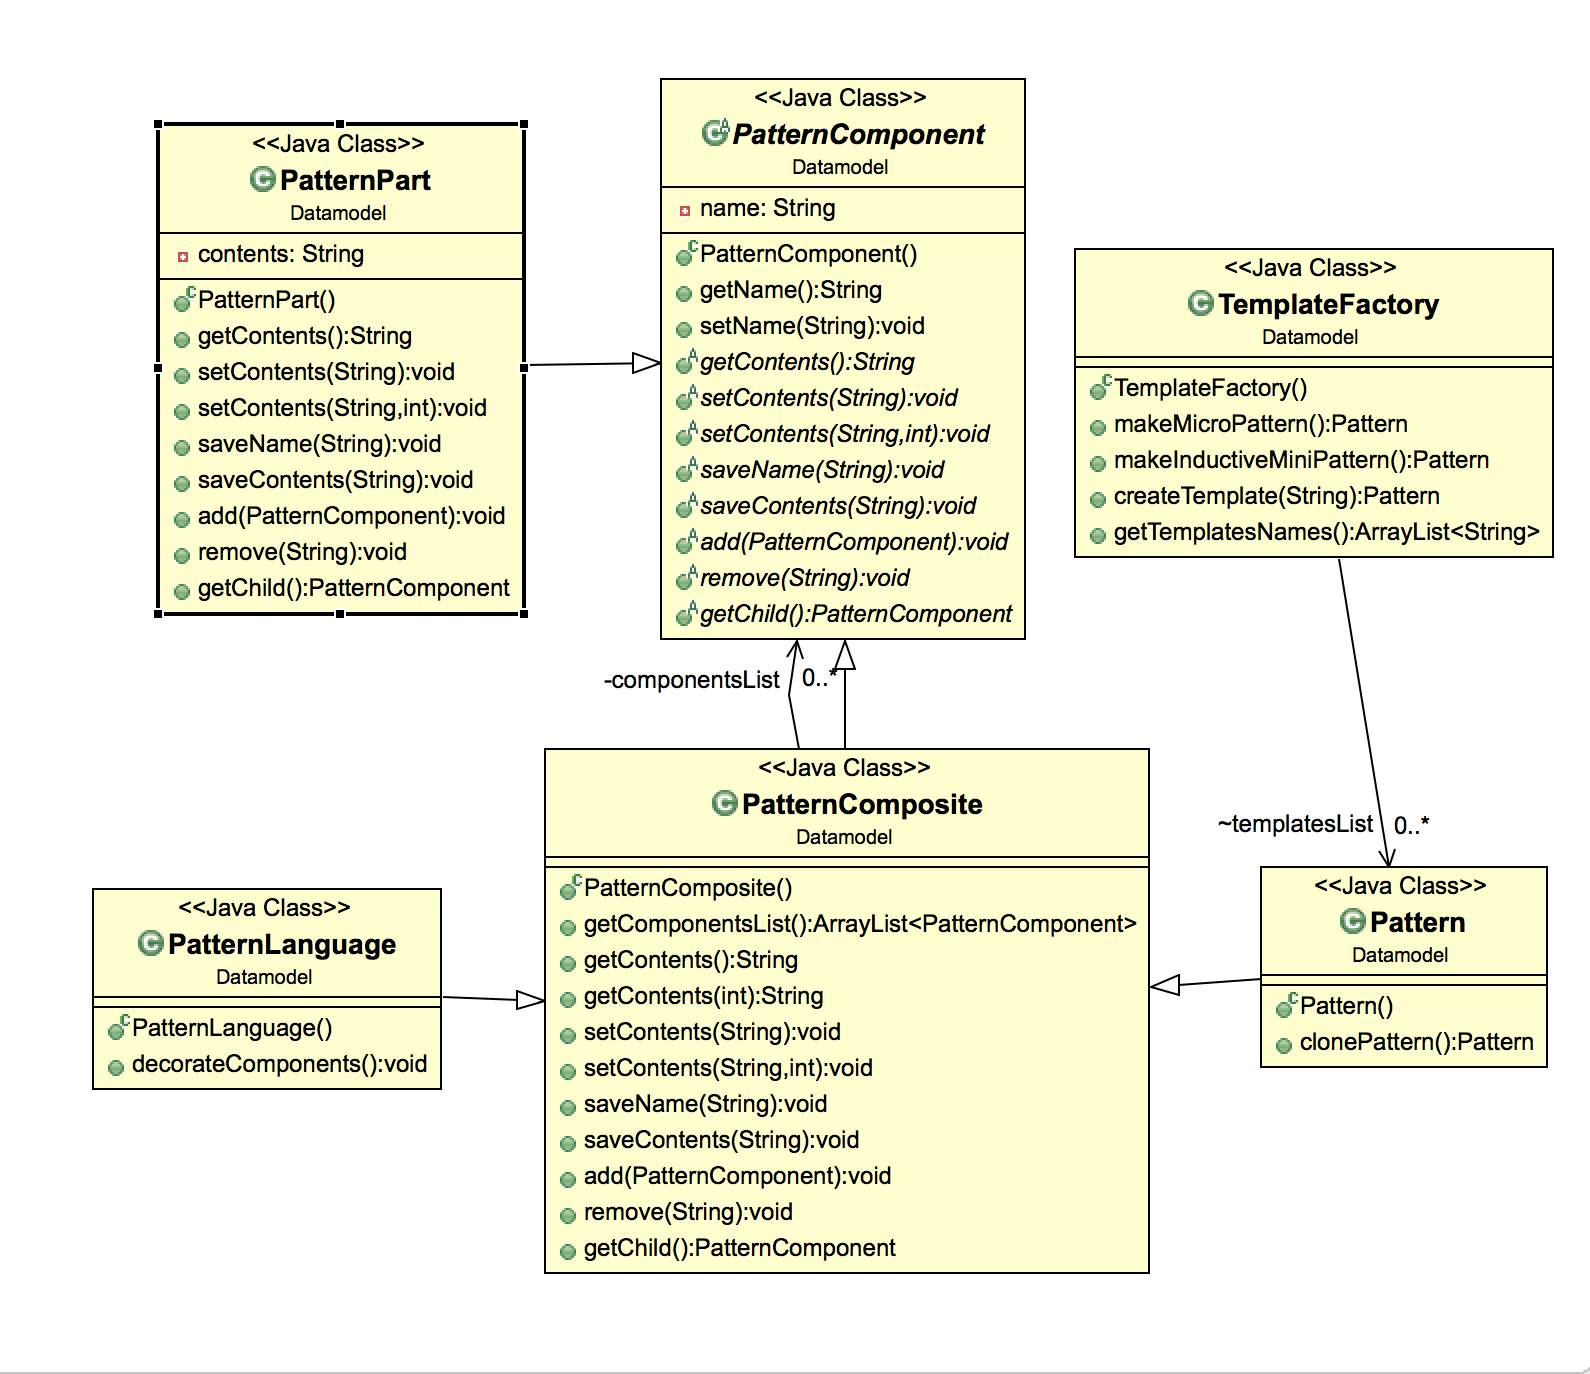 <<Java Class>>
PatternPart
Datamodel
contents: String
PatternPart()
getContents():String
setContents(String):void
setContents(String,int):void
saveName(String):void
saveContents(String):void
add(PatternComponent):void
remove(String):void
getChild():PatternComponent
<<Java Class>>
PatternComponent
Datamodel
name: String
PatternComponent()
getName():String
setName(String):void
getContents():String
setContents(String):void
setContents(String,int):void
saveName(String):void
saveContents(String):void
add(PatternComponent):void
remove(String):void
getChild():PatternComponent
<<Java Class>>
TemplateFactory
Datamodel
TemplateFactory()
makeMicroPattern():Pattern
makeInductiveMiniPattern():Pattern
createTemplate(String):Pattern
getTemplatesNames():ArrayList<String>
-componentsList 0..*
~templatesList 0..*
<<Java Class>>
PatternLanguage
Datamodel
PatternLanguage()
decorateComponents():void
<<Java Class>>
PatternComposite
Datamodel
PatternComposite()
getComponentsList():ArrayList<PatternComponent>
getContents():String
getContents(int):String
setContents(String):void
setContents(String,int):void
saveName(String):void
saveContents(String):void
add(PatternComponent):void
remove(String):void
getChild():PatternComponent
<<Java Class>>
Pattern
Datamodel
Pattern()
clonePattern():Pattern